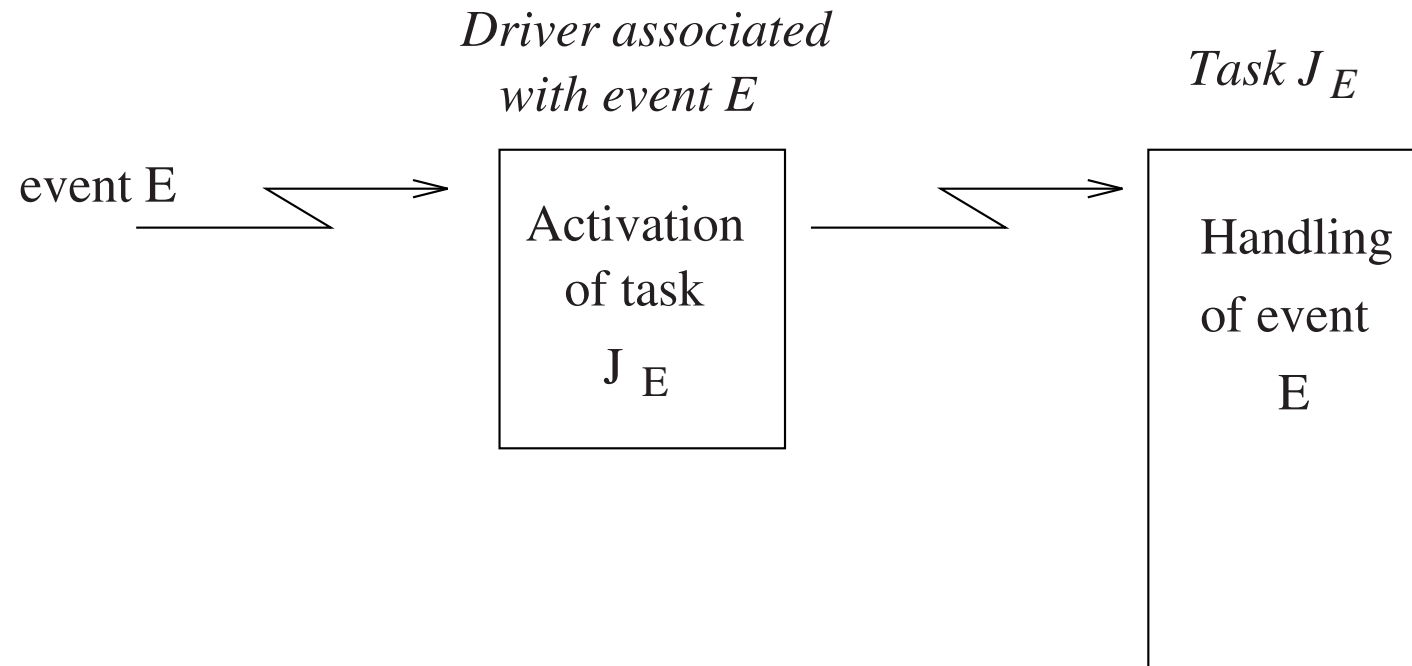 Driver associated
with event E
Task J E
event E
Activation
of task
J E
Handling
of event
E